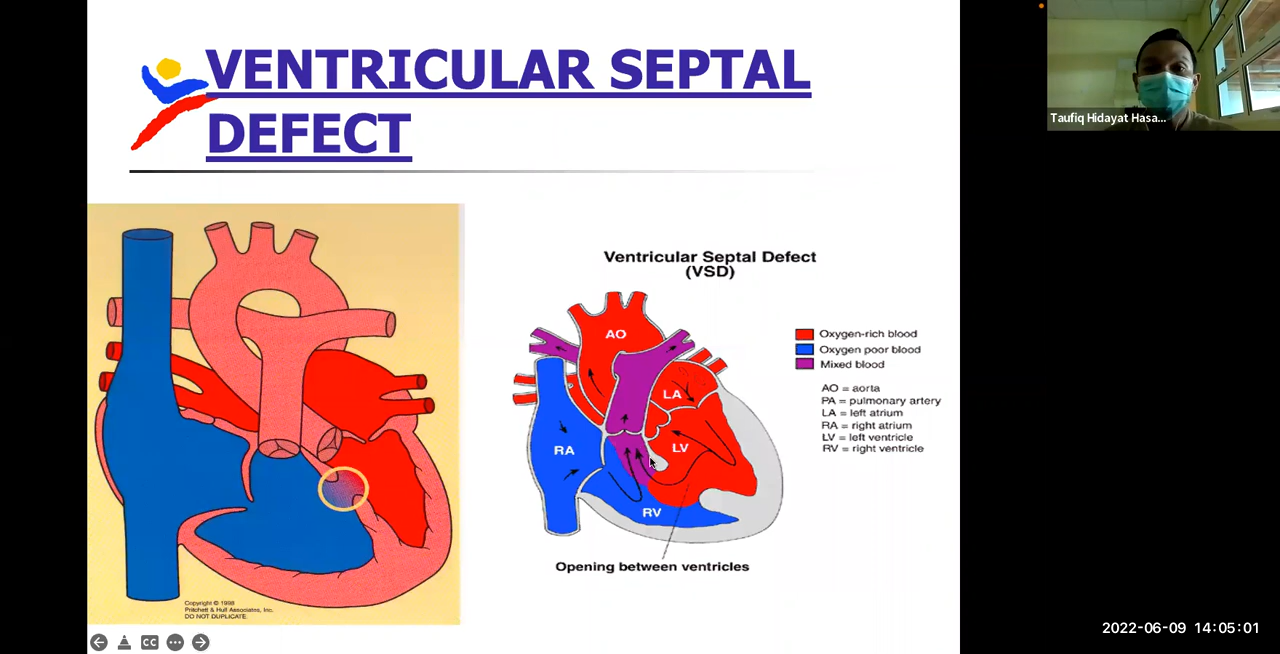 VENTRICULAR SEPTAL
DEFECT
Taufiq Hidayat Hasa...
Ventricular Septal Defect
(VSD)
AO
LA
RA
LV
RV
Oxygen-rich blood
Oxygen poor blood
Mixed blood
AO = aorta
PA = pulmonary artery
LA = left atrium
RA = right atrium
LV = left ventricle
RV = right ventricle
Opening between ventricles
Copyright © 1998
Pritchett & Hull Associates, Inc.
DO NOT DUPLICATE
CC
2022-06-09 14:05:01